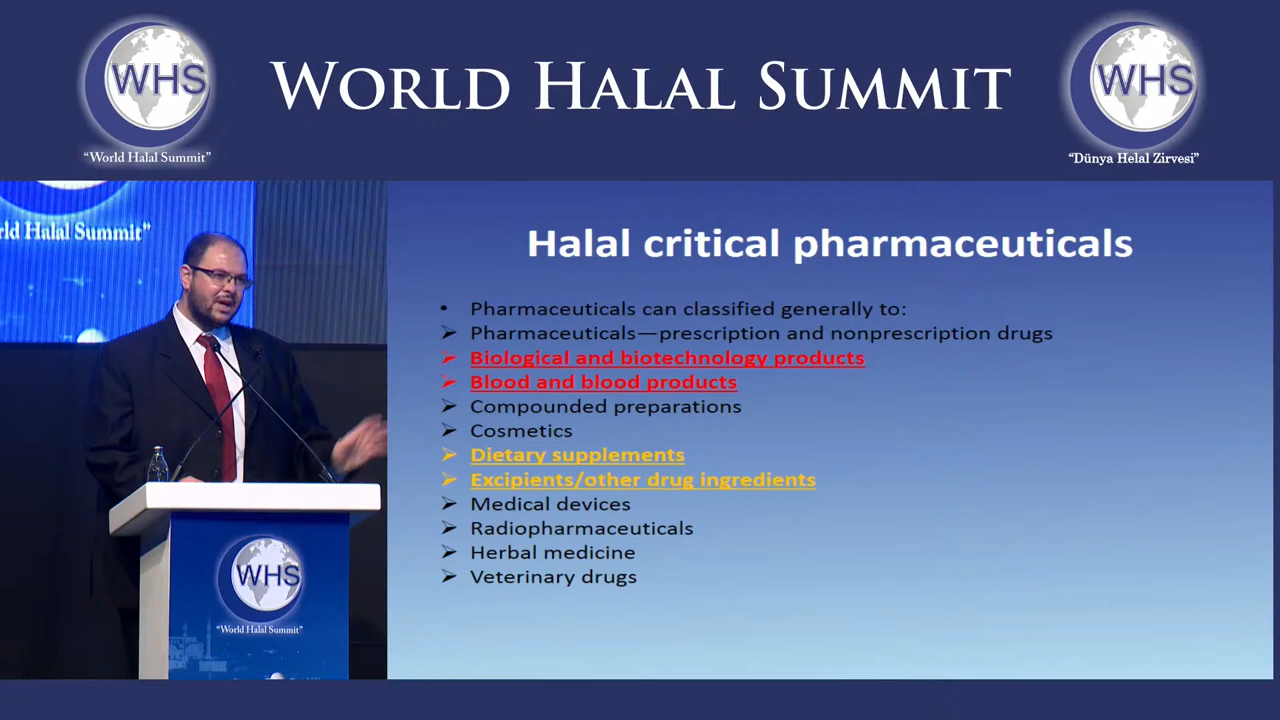 WHS
WORLD HALAL SUMMIT
WHS
"World Halal Summit"
"Dünya Helal Zirvesi"
rld Halal Summit"
Halal critical pharmaceuticals
• Pharmaceuticals can classified generally to:
➢ Pharmaceuticals—prescription and nonprescription drugs
➢ Biological and biotechnology products
➢ Blood and blood products
➢ Compounded preparations
➢ Cosmetics
➢ Dietary supplements
➢ Excipients/other drug ingredients
➢ Medical devices
➢ Radiopharmaceuticals
➢ Herbal medicine
➢ Veterinary drugs
WHS
"World Halal Summit"